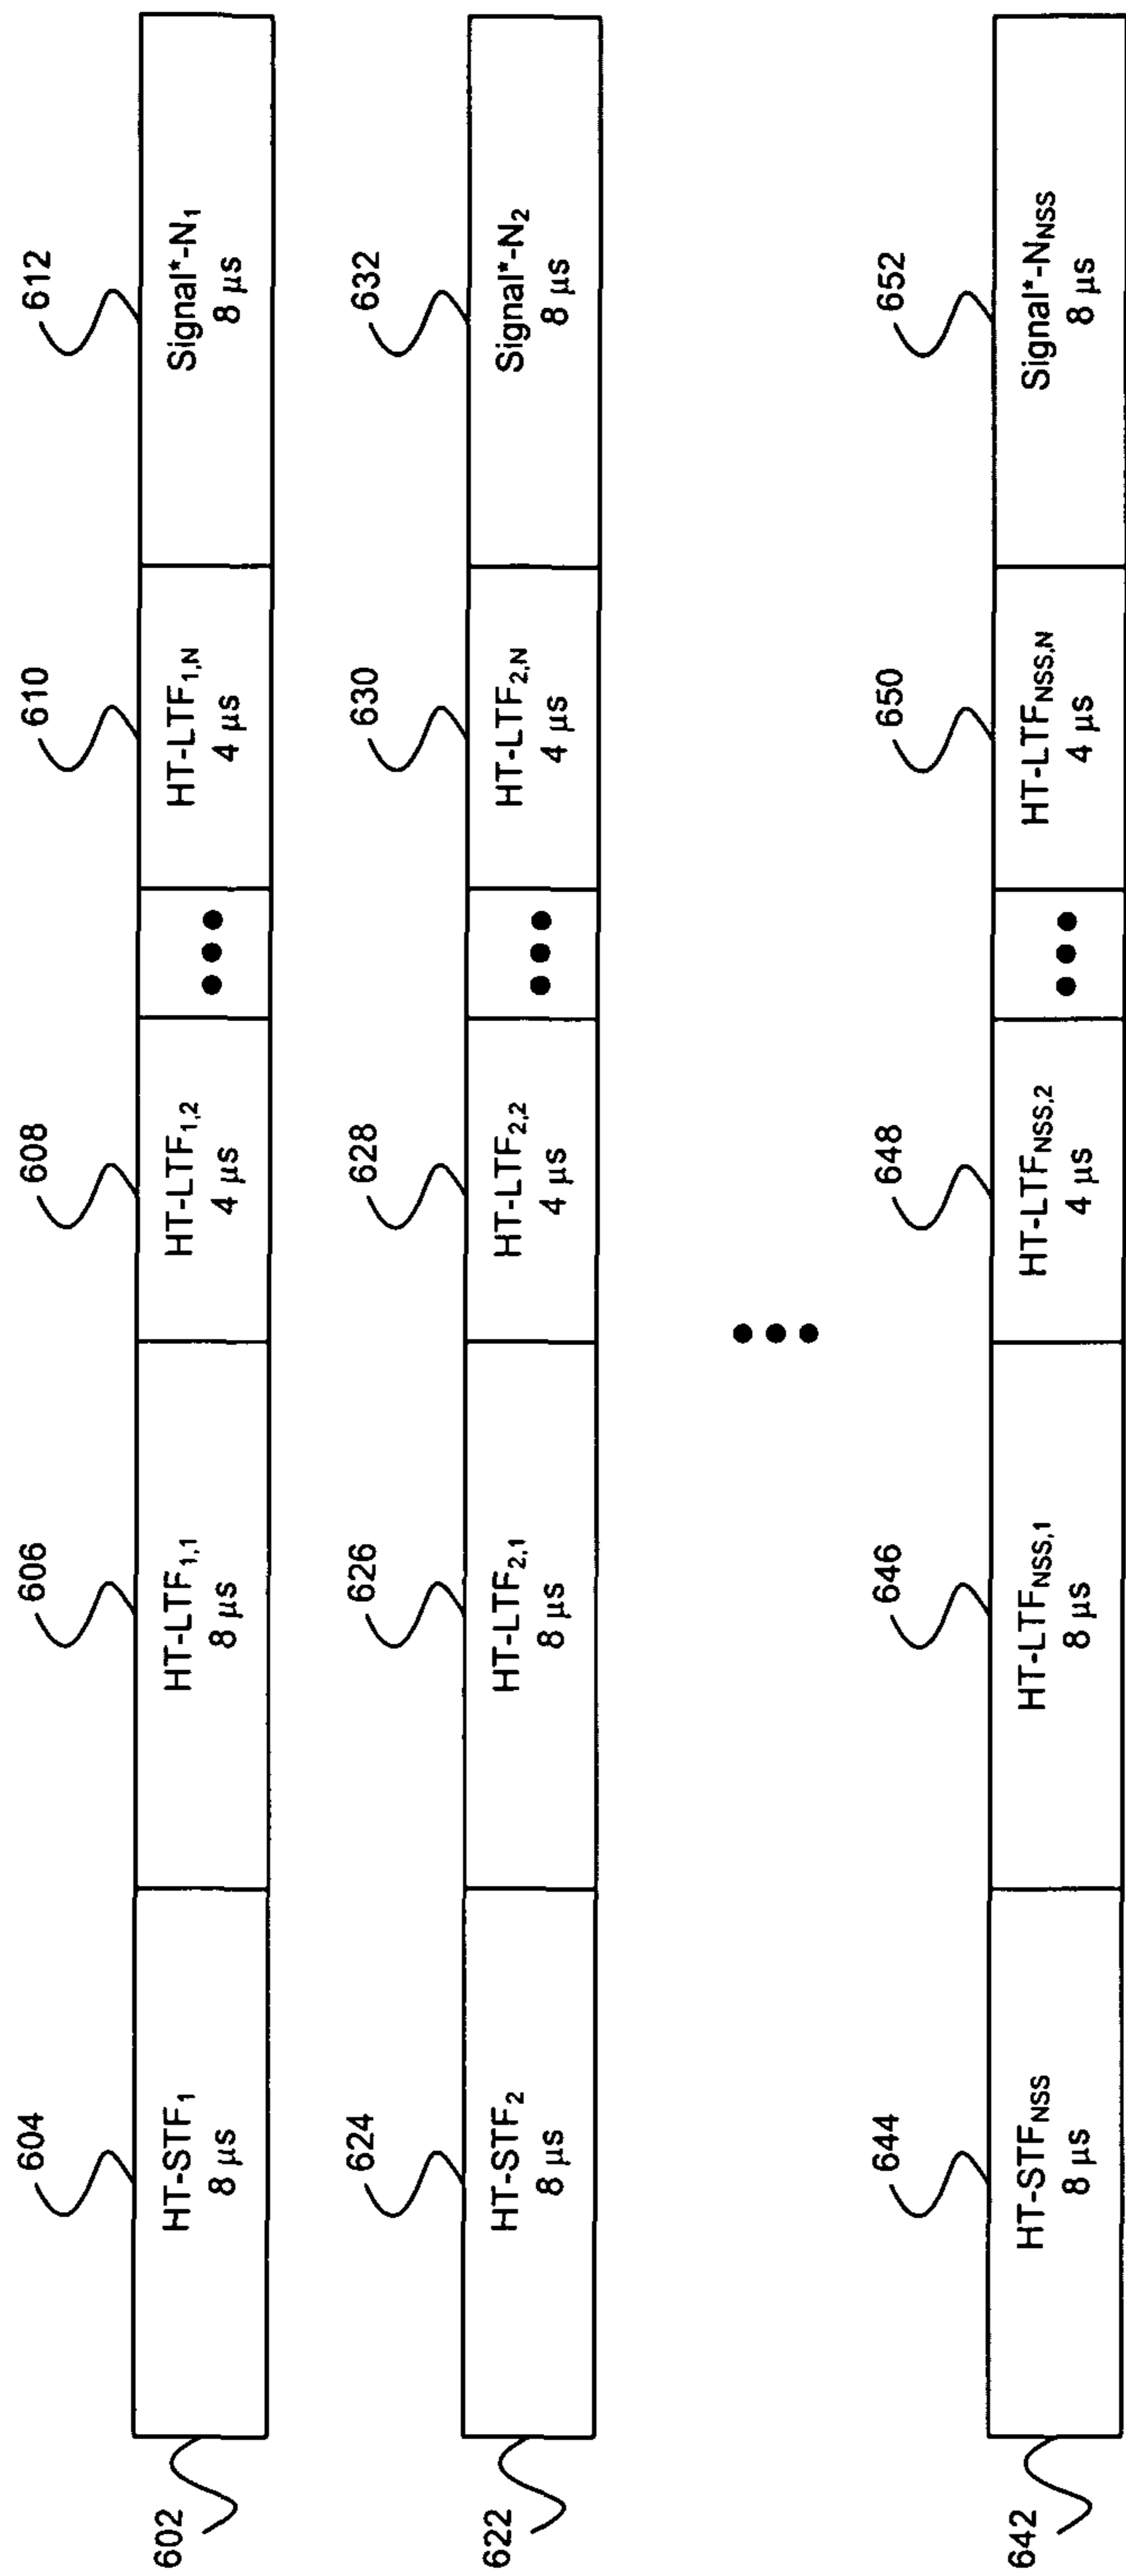 602
604
HT-STF₁
8 μs
606
HT-LTF₁,₁
8 μs
608
HT-LTF₁,₂
4 μs
•••
610
HT-LTF₁,N
4 μs
612
Signal*-N₁
8 μs
622
624
HT-STF₂
8 μs
626
HT-LTF₂,₁
8 μs
628
HT-LTF₂,₂
4 μs
•••
630
HT-LTF₂,N
4 μs
632
Signal*-N₂
8 μs
•••
642
644
HT-STFNSS
8 μs
646
HT-LTFNSS,1
8 μs
648
HT-LTFNSS,2
4 μs
•••
650
HT-LTFNSS,N
4 μs
652
Signal*-NNSS
8 μs